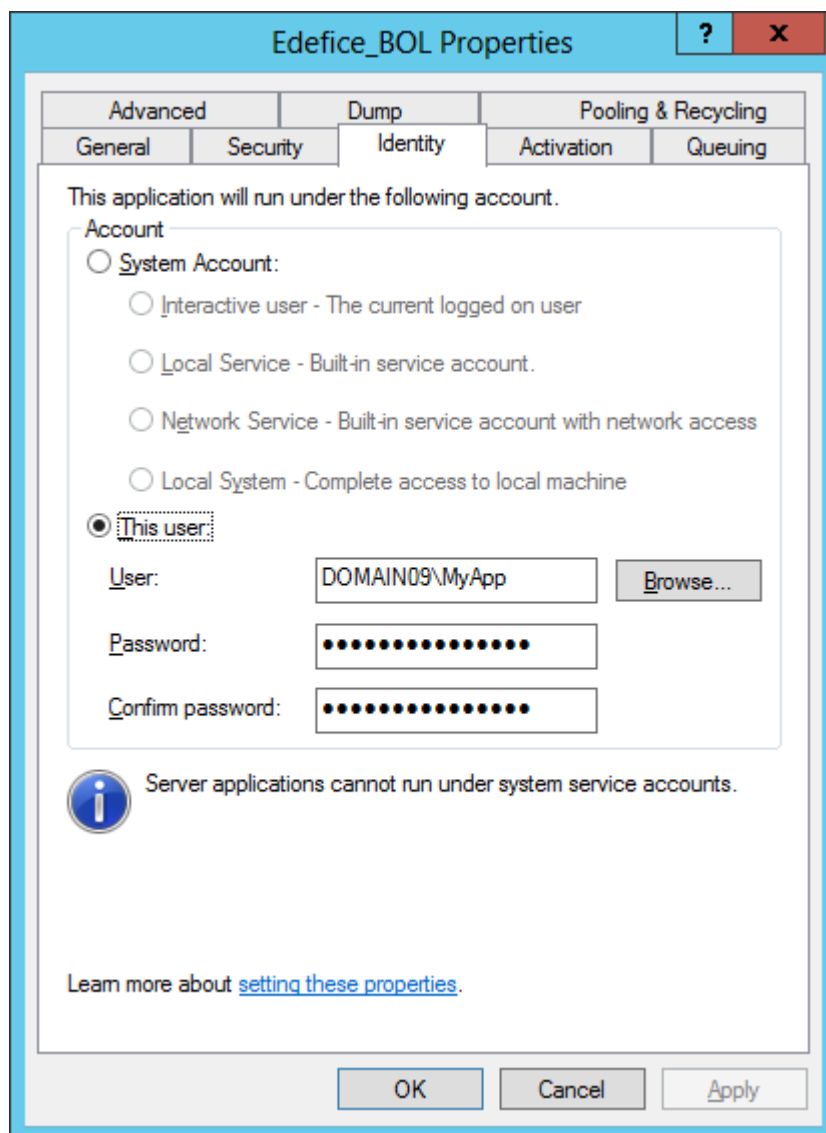 Edefice_BOL Properties
?
x
Advanced
Dump
Pooling & Recycling
General
Security
Identity
Activation
Queuing
This application will run under the following account.
Account
System Account:
Interactive user - The current logged on user
Local Service - Built-in service account.
Network Service - Built-in service account with network access
Local System - Complete access to local machine
This user:
User:
DOMAIN09\MyApp
Browse...
Password:
●●●●●●●●●●●●●●●
Confirm password:
●●●●●●●●●●●●●●●
Server applications cannot run under system service accounts.
Learn more about setting these properties.
OK
Cancel
Apply